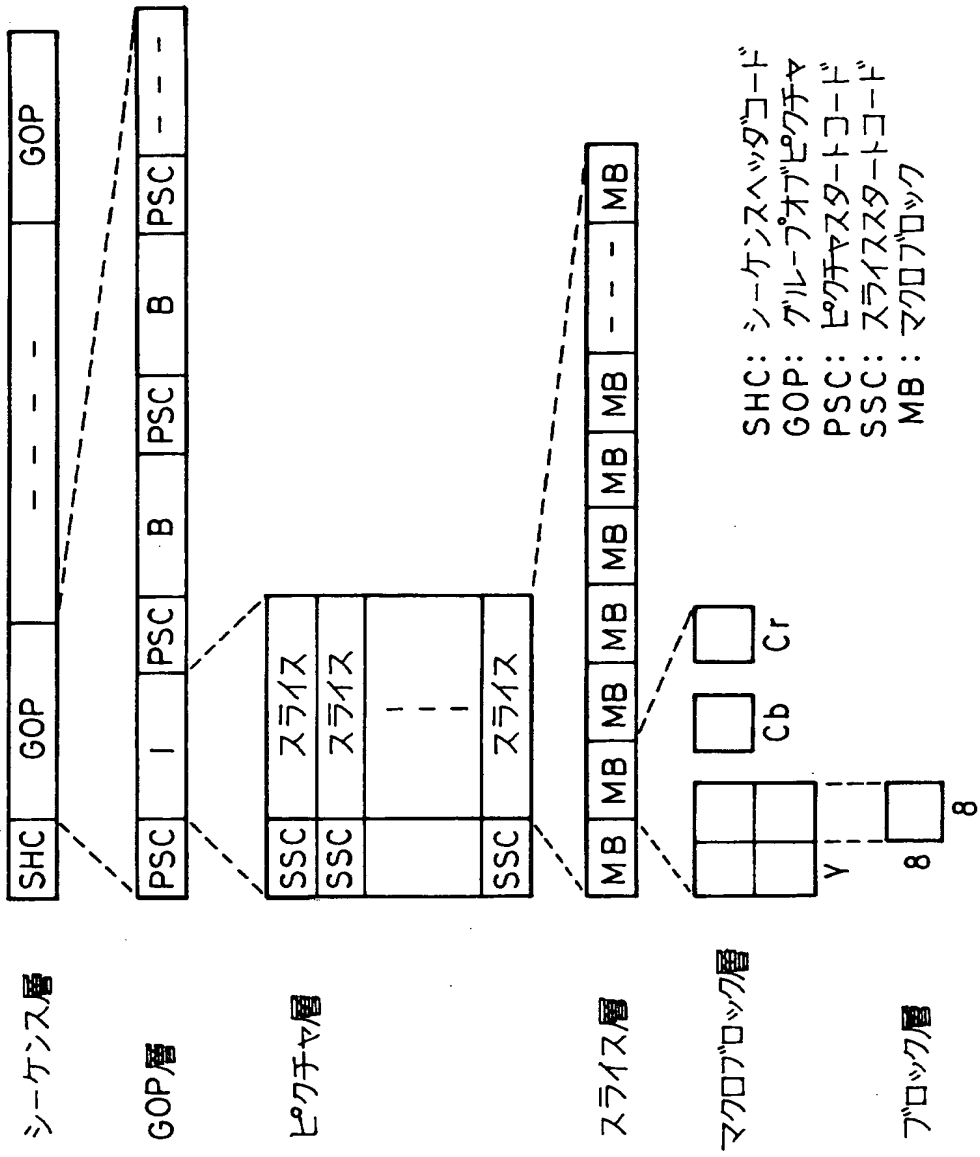 シーケンス層
SHC GOP - - - - GOP
GOP層
PSC I PSC B PSC B PSC - - -
ピクチャ層
SSC スライス
SSC スライス
- - - -
SSC スライス
スライス層
MB MB MB MB MB MB MB - - - MB
マクロブロック層
Y Cb Cr
ブロック層
8
8
SHC: シーケンスヘッダコード
GOP: グループオブピクチャ
PSC: ピクチャスタートコード
SSC: スライススタートコード
MB: マクロブロック